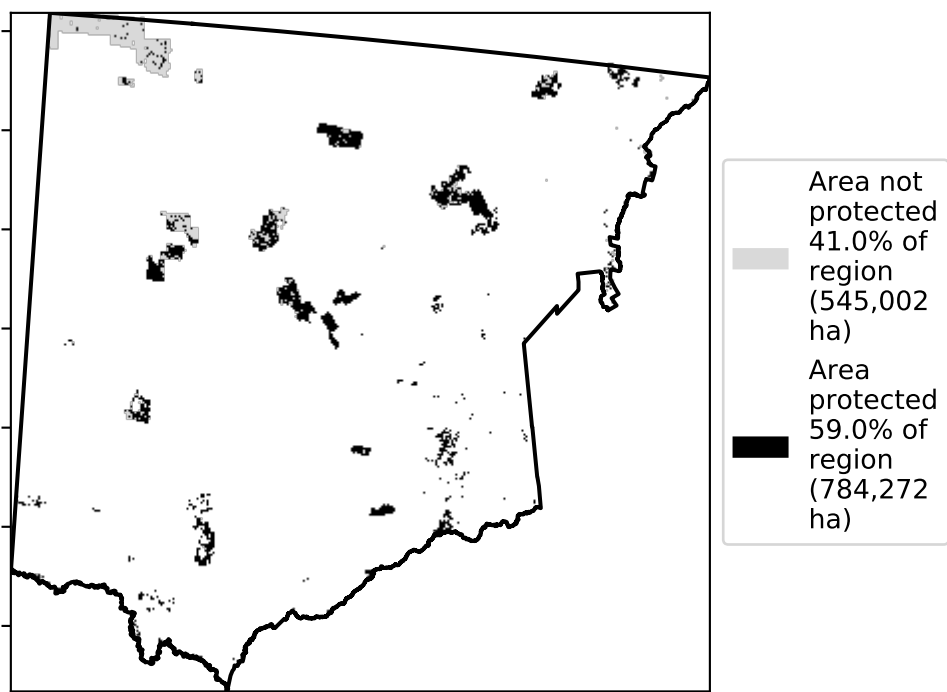 Area not
protected
41.0% of
region
(545,002
ha)
Area
protected
59.0% of
region
(784,272
ha)